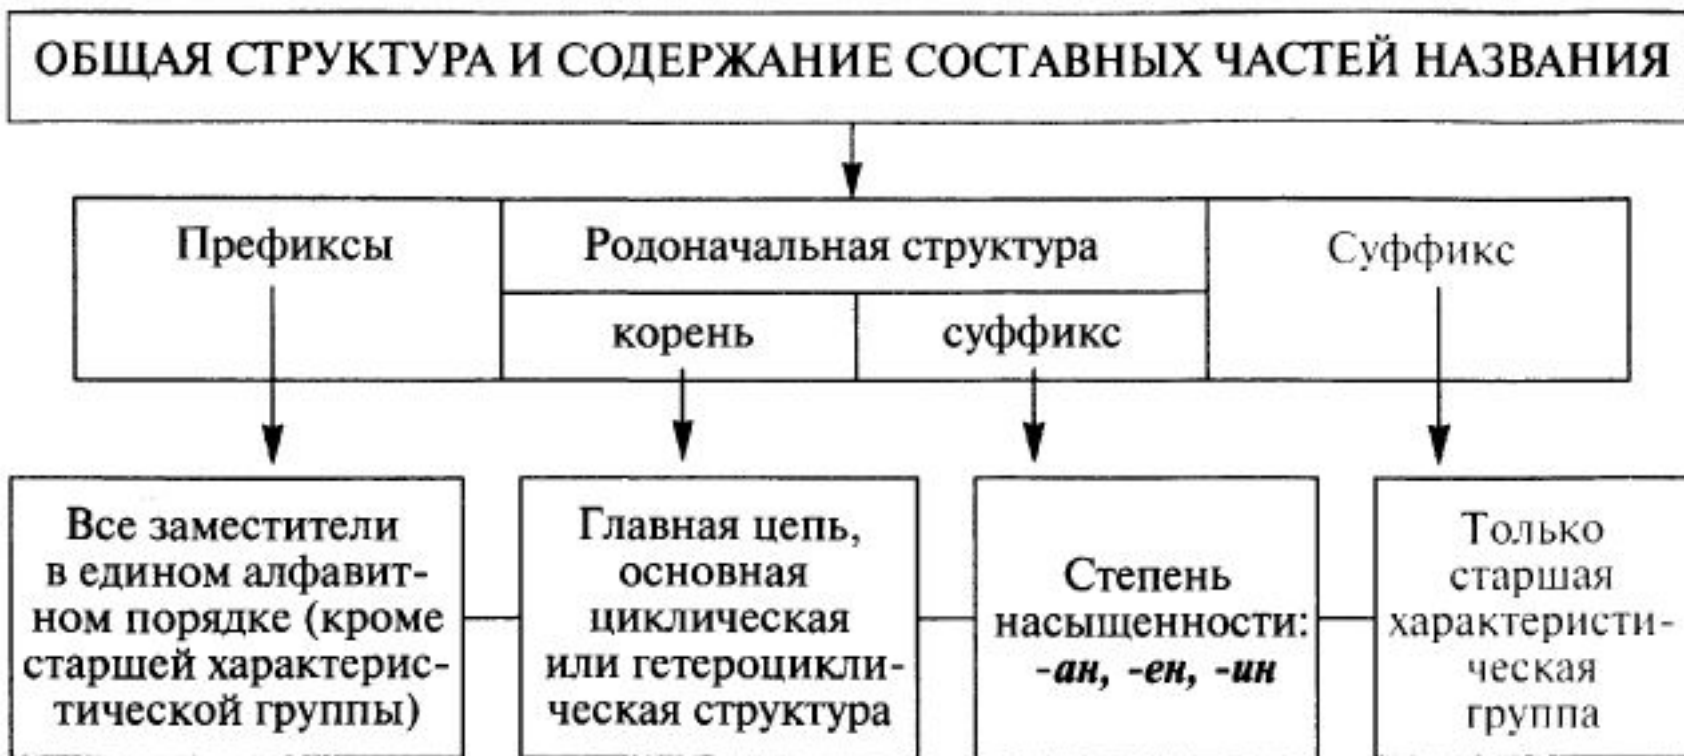 ОБЩАЯ СТРУКТУРА И СОДЕРЖАНИЕ СОСТАВНЫХ ЧАСТЕЙ НАЗВАНИЯ
Префиксы
Родоначальная структура
Суффикс
корень
суффикс
Все заместители
в едином алфавит-
ном порядке (кроме
старшей характерис-
тической группы)
Главная цепь,
основная
циклическая
или гетероцикли-
ческая структура
Степень
насыщенности:
-ан, -ен, -ин
Только
старшая
характеристи-
ческая
группа